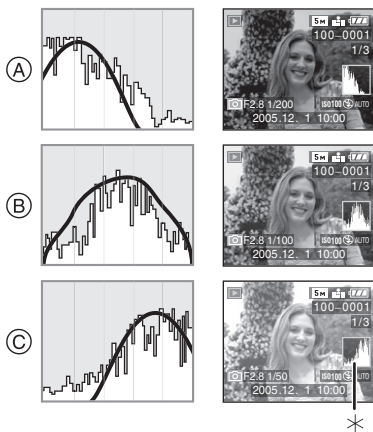 A
5M
100-0001
1/3
F2.8 1/200 ISO100 AUTO
2005.12. 1 10:00
B
5M
100-0001
1/3
F2.8 1/100 ISO100 AUTO
2005.12. 1 10:00
C
5M
100-0001
1/3
F2.8 1/50 ISO100 AUTO
2005.12. 1 10:00
*